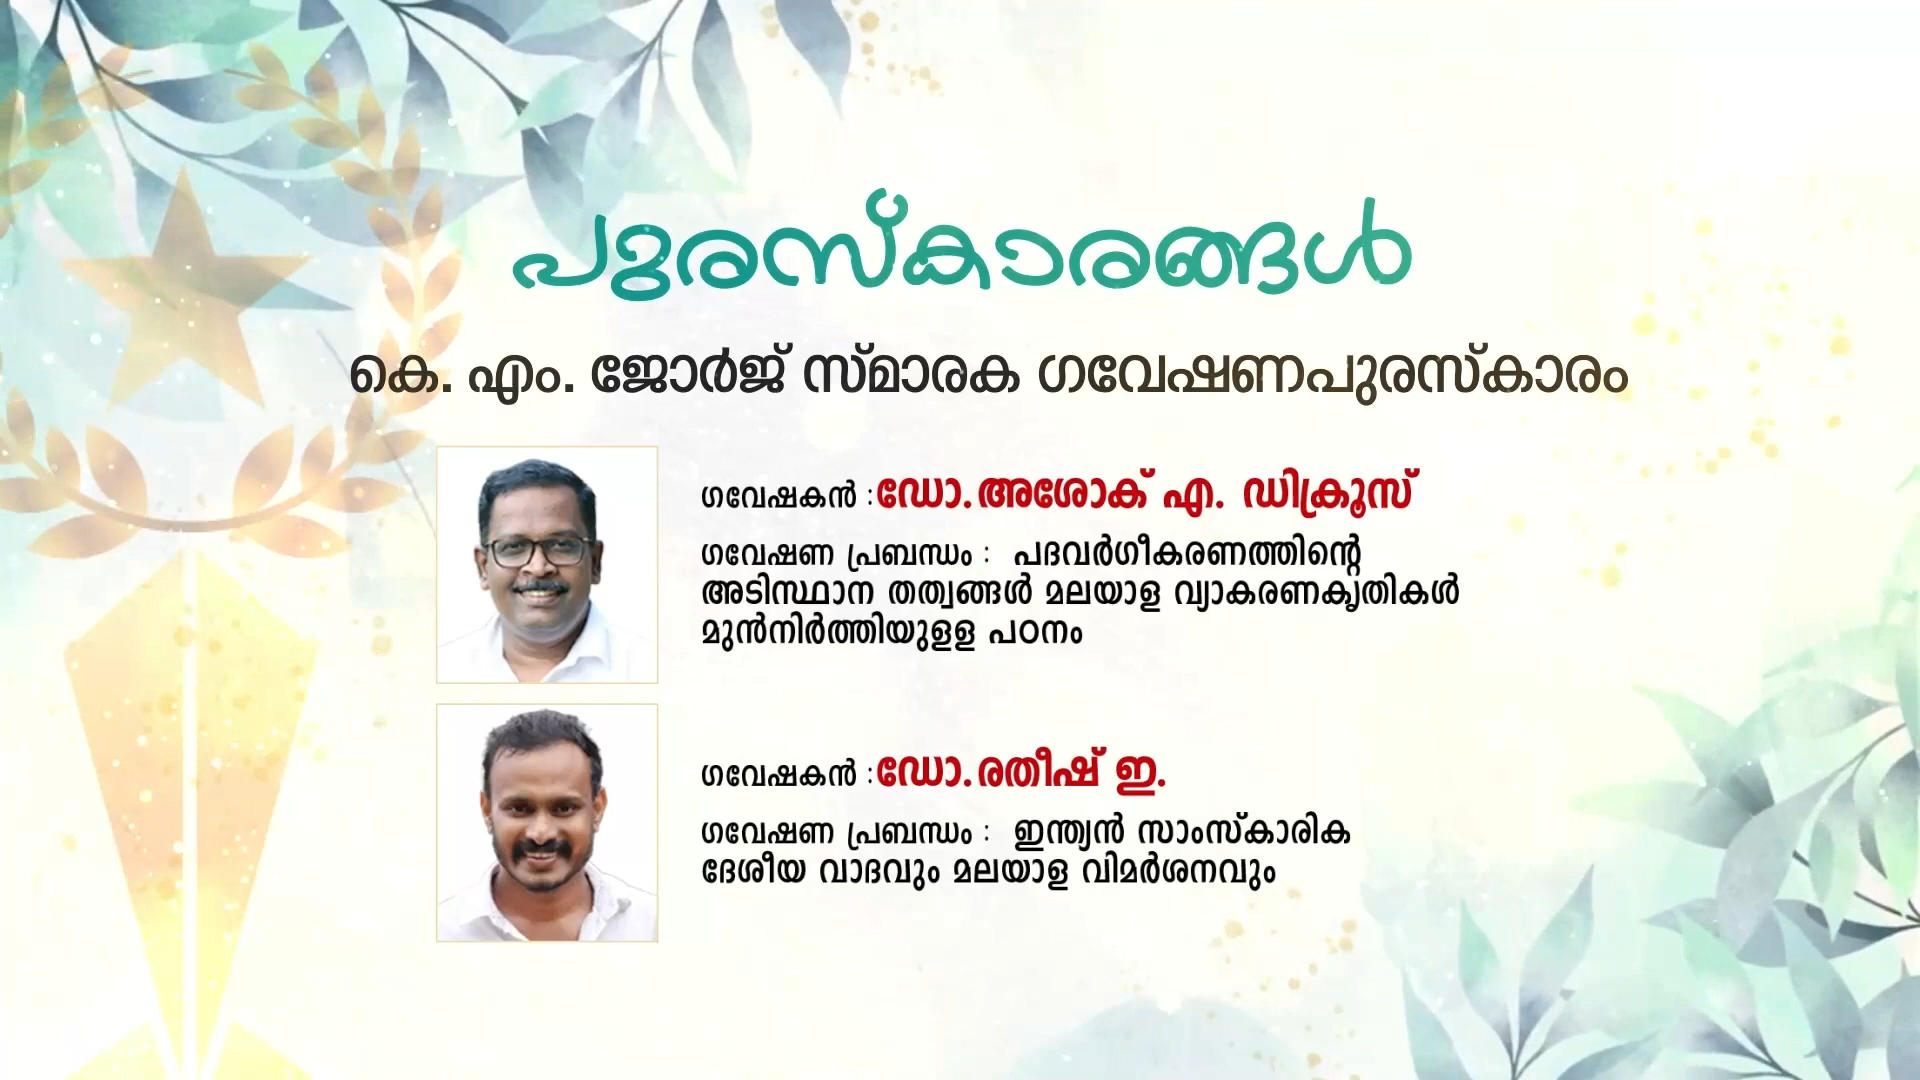 പുരസ്കാരങ്ങൾ
കെ. എം. ജോർജ് സ്മാരക ഗവേഷണപുരസ്കാരം
ഗവേഷകൻ : ഡോ. അശോക് എ. ഡിക്രൂസ്
ഗവേഷണ പ്രബന്ധം : പദവർഗീകരണത്തിന്റെ
അടിസ്ഥാന തത്വങ്ങൾ മലയാള വ്യാകരണകൃതികൾ
മുൻനിർത്തിയുളള പഠനം
ഗവേഷകൻ : ഡോ. രതീഷ് ഇ.
ഗവേഷണ പ്രബന്ധം : ഇന്ത്യൻ സാംസ്കാരിക
ദേശീയ വാദവും മലയാള വിമർശനവും